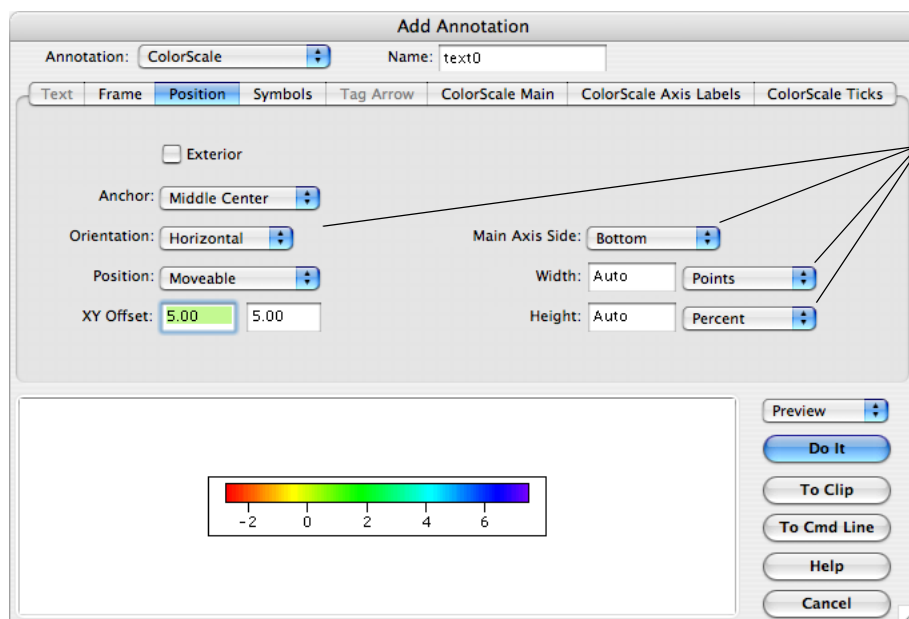 Add Annotation
Annotation: ColorScale Name: text0
Text Frame Position Symbols Tag Arrow ColorScale Main ColorScale Axis Labels ColorScale Ticks
Exterior
Anchor: Middle Center
Orientation: Horizontal Main Axis Side: Bottom
Position: Moveable Width: Auto Points
XY Offset: 5.00 5.00 Height: Auto Percent
Preview
Do It
To Clip
To Cmd Line
Help
Cancel
-2 0 2 4 6